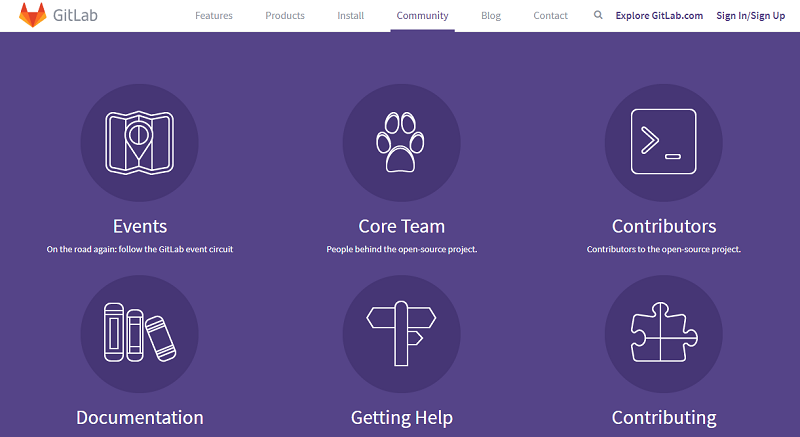 GitLab Features Products Install Community Blog Contact Explore GitLab.com Sign In/Sign Up
Events Core Team Contributors
On the road again: follow the GitLab event circuit People behind the open-source project. Contributors to the open-source project.
Documentation Getting Help Contributing